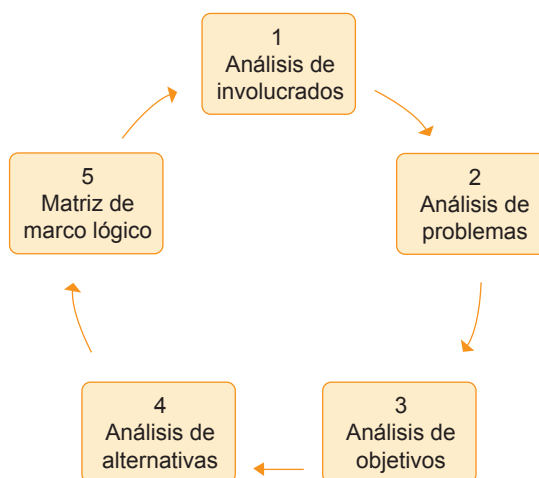 1
Análisis de
involucrados
2
Análisis de
problemas
3
Análisis de
objetivos
4
Análisis de
alternativas
5
Matriz de
marco lógico